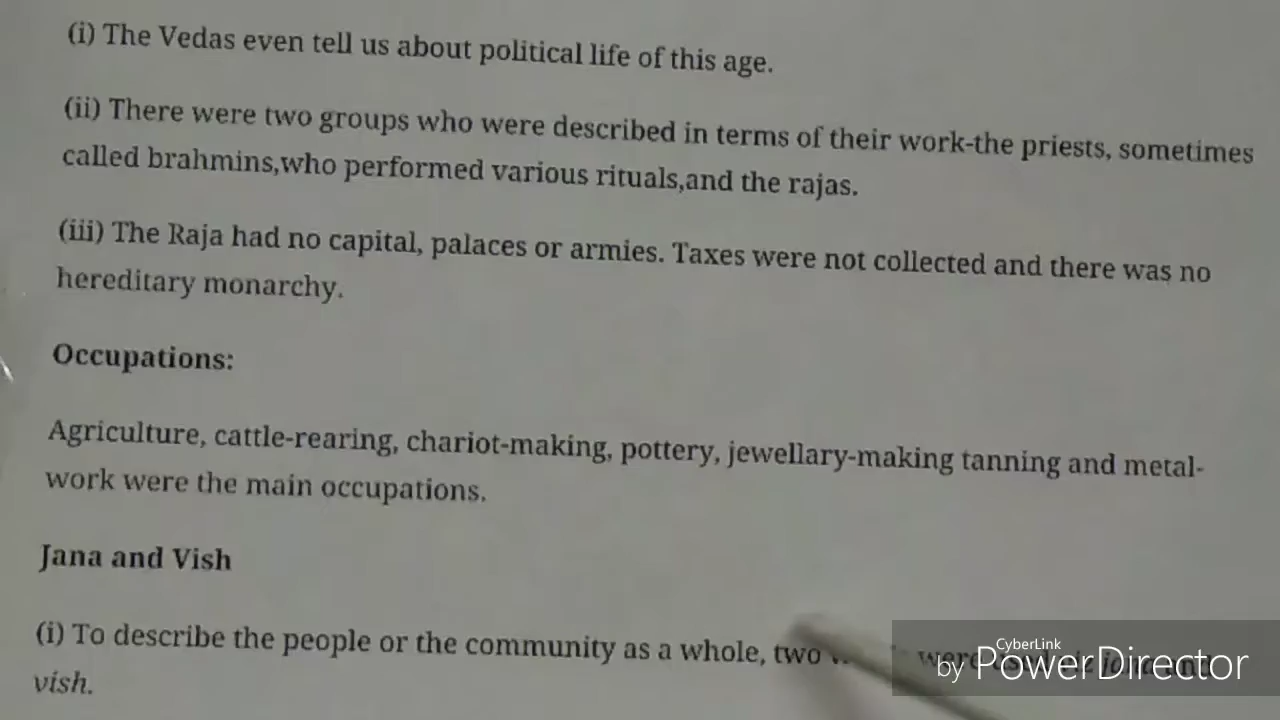 (i) The Vedas even tell us about political life of this age.
(ii) There were two groups who were described in terms of their work-the priests, sometimes
called brahmins,who performed various rituals,and the rajas.
(iii) The Raja had no capital, palaces or armies. Taxes were not collected and there was no
hereditary monarchy.
Occupations:
Agriculture, cattle-rearing, chariot-making, pottery, jewellary-making tanning and metal-
work were the main occupations.
Jana and Vish
(i) To describe the people or the community as a whole, two were
vish.
CyberLink
by PowerDirector